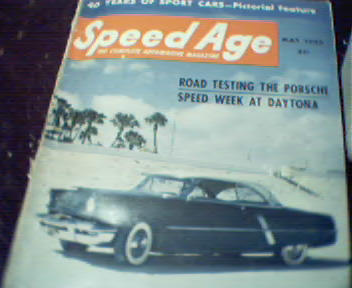 40 YEARS OF SPORT CARS—Pictorial Feature
Speed Age
THE COMPLETE AUTOMOTIVE MAGAZINE
MAY 1953
ROAD TESTING THE PORSCHE
SPEED WEEK AT DAYTONA